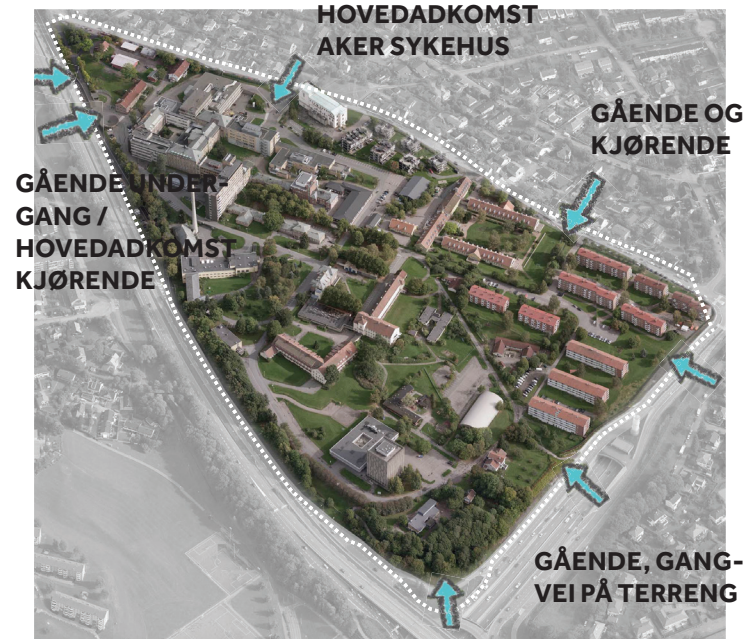 HOVEDADKOMST
AKER SYKEHUS
GÅENDE OG
KJØRENDE
GÅENDE UNDER-
GANG /
HOVEDADKOMST
KJØRENDE
GÅENDE, GANG-
VEI PÅ TERRENG